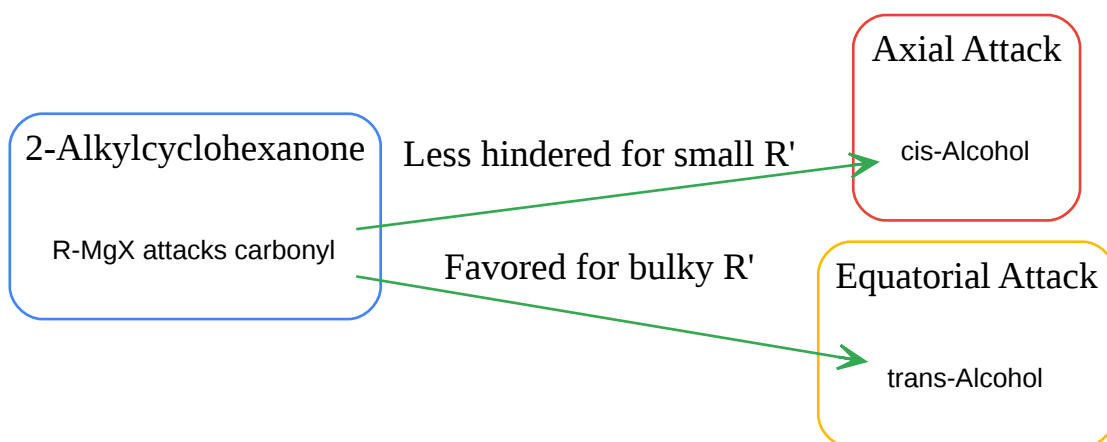 2-Alkylcyclohexanone
R-MgX attacks carbonyl
Less hindered for small R'
Favored for bulky R'
Axial Attack
cis-Alcohol
Equatorial Attack
trans-Alcohol